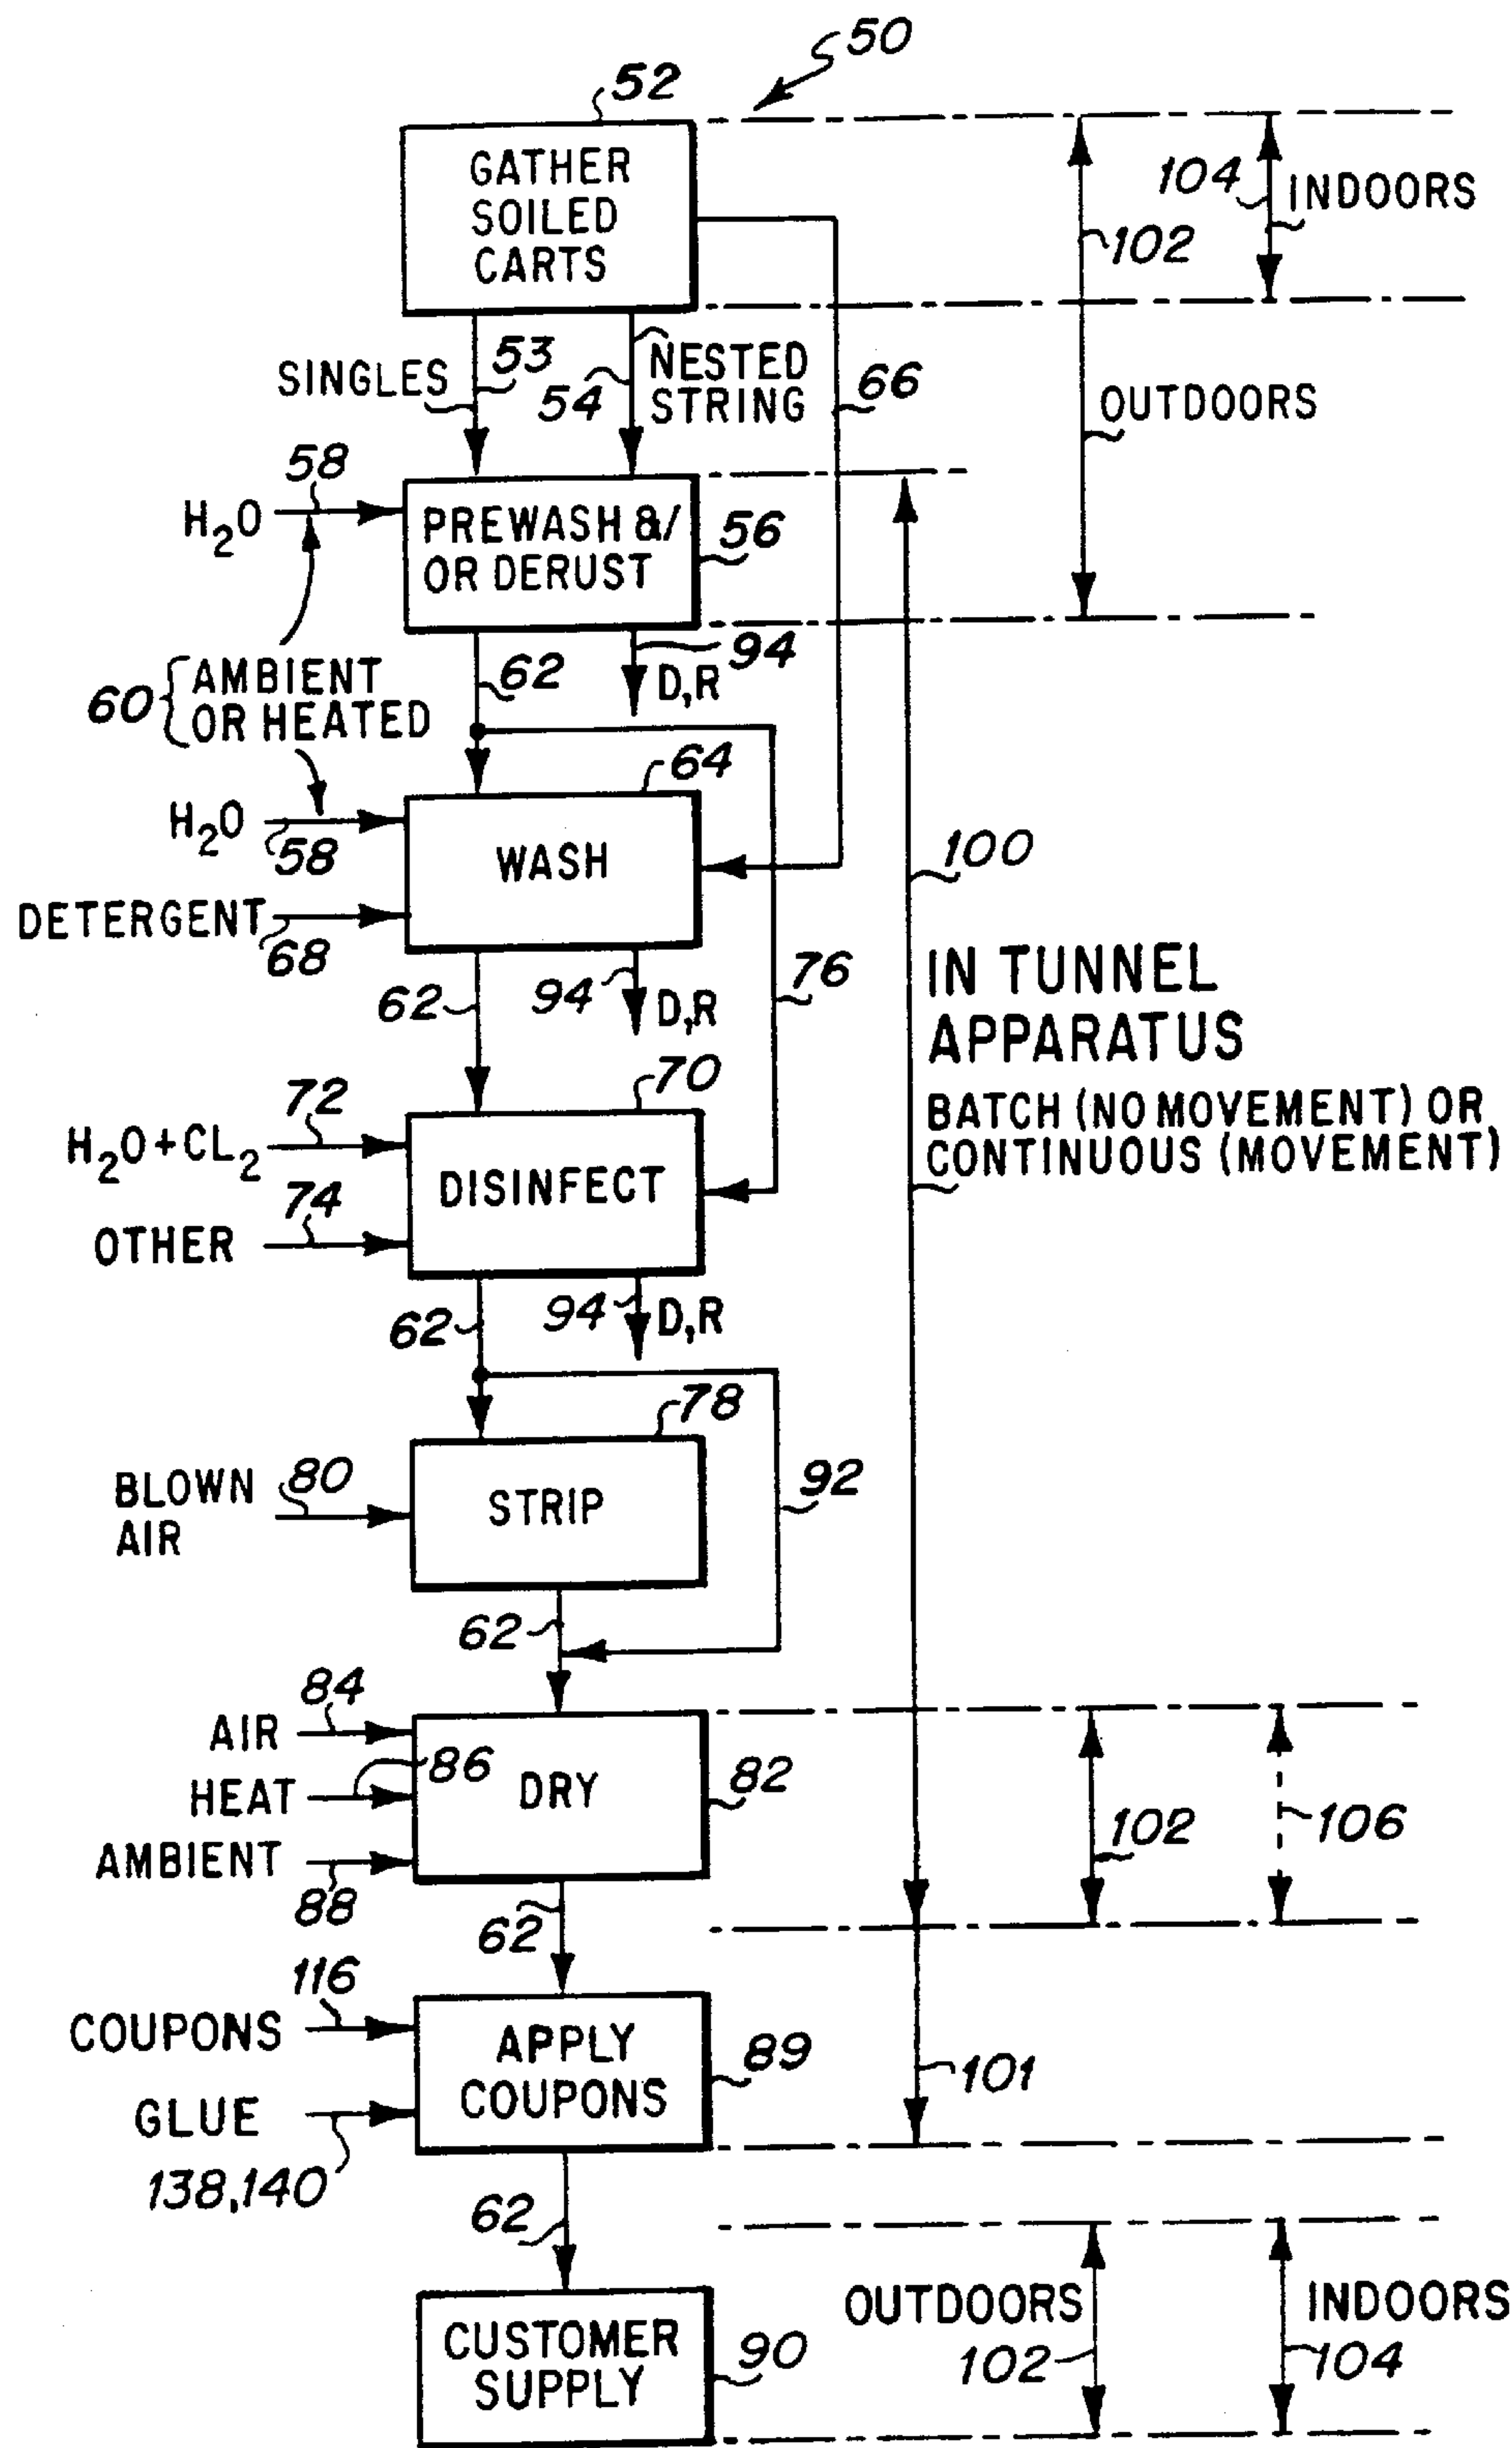 50
52
GATHER
SOILED
CARTS
104
INDOORS
102
SINGLES
53
54
NESTED
STRING
66
OUTDOORS
58
H2O
PREWASH &/
OR DERUST
56
60 { AMBIENT
OR HEATED
62
94
D,R
64
H2O
58
WASH
DETERGENT
68
100
76
IN TUNNEL
APPARATUS
BATCH (NO MOVEMENT) OR
CONTINUOUS (MOVEMENT)
62
94
D,R
70
72
H2O+CL2
DISINFECT
74
OTHER
62
94
D,R
78
BLOWN
AIR
80
STRIP
92
62
84
AIR
HEAT
86
DRY
82
AMBIENT
88
102
106
62
116
COUPONS
APPLY
COUPONS
89
GLUE
138,140
101
62
CUSTOMER
SUPPLY
90
OUTDOORS
102
INDOORS
104